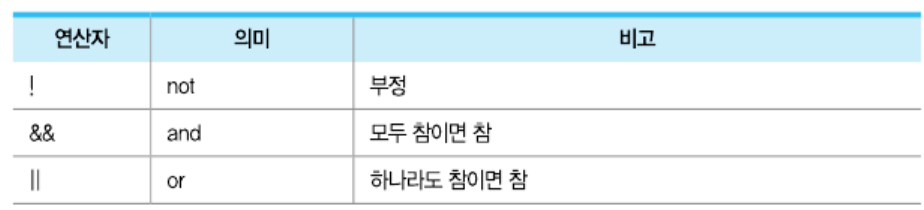 연산자 의미 비고
! not 부정
&& and 모두 참이면 참
|| or 하나라도 참이면 참